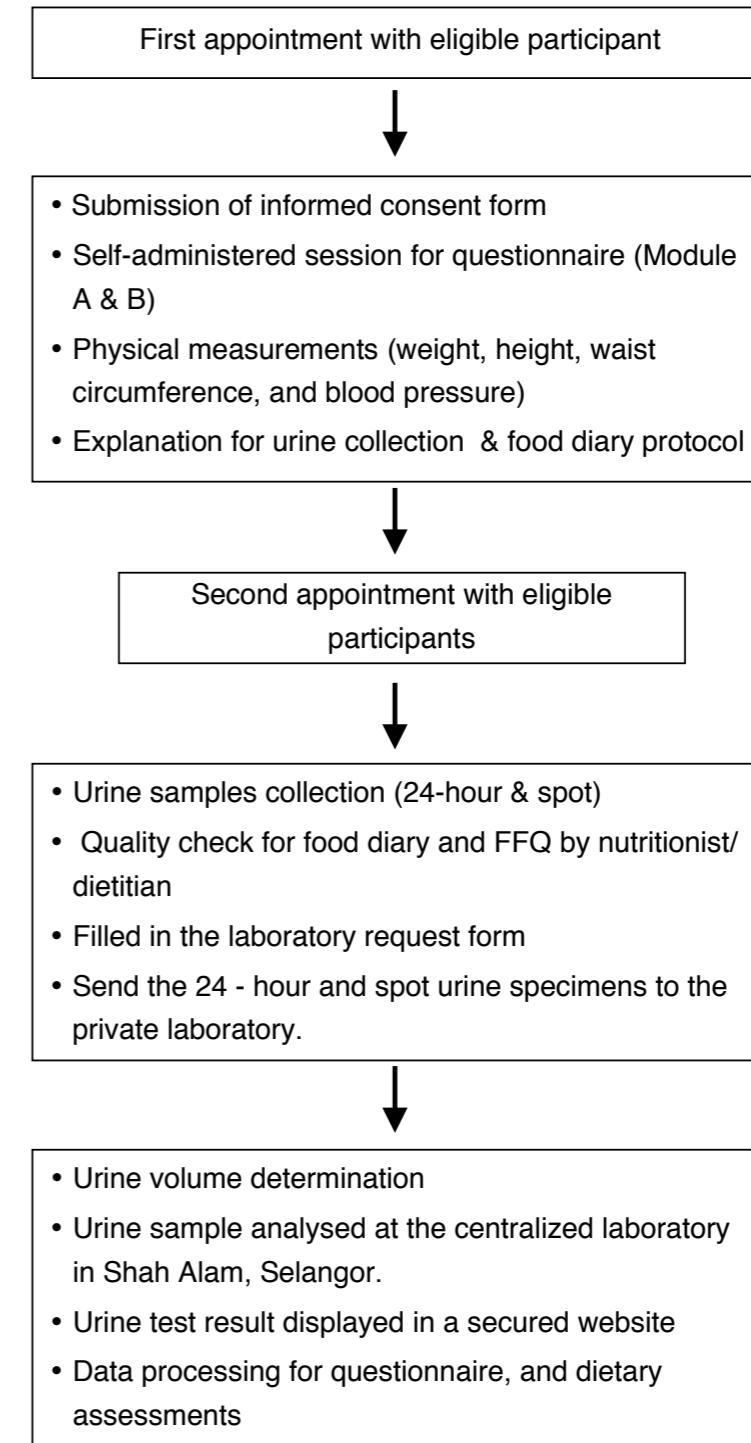 First appointment with eligible participant
• Submission of informed consent form
• Self-administered session for questionnaire (Module
A & B)
• Physical measurements (weight, height, waist
circumference, and blood pressure)
• Explanation for urine collection & food diary protocol
Second appointment with eligible
participants
• Urine samples collection (24-hour & spot)
• Quality check for food diary and FFQ by nutritionist/
dietitian
• Filled in the laboratory request form
• Send the 24 - hour and spot urine specimens to the
private laboratory.
• Urine volume determination
• Urine sample analysed at the centralized laboratory
in Shah Alam, Selangor.
• Urine test result displayed in a secured website
• Data processing for questionnaire, and dietary
assessments